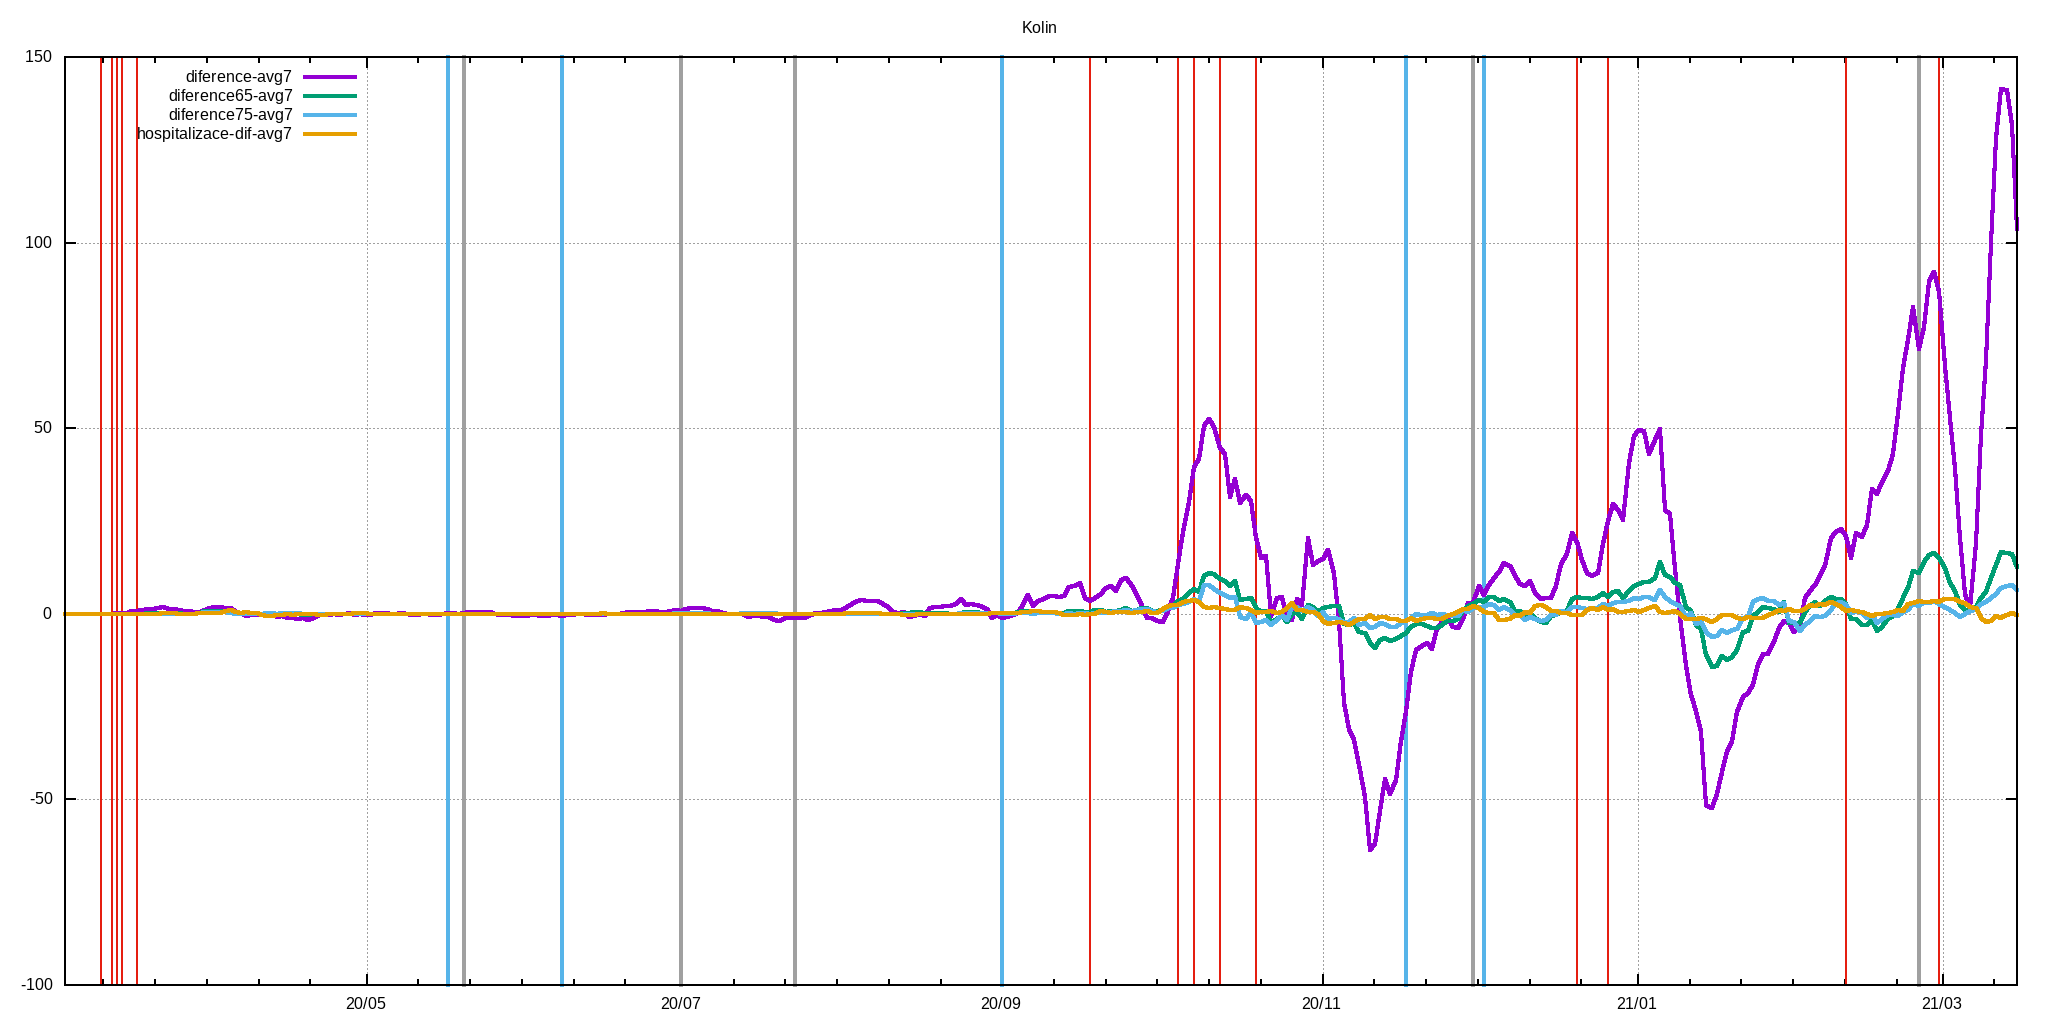 Kolin
150
diference-avg7
diference65-avg7
diference75-avg7
hospitalizace-dif-avg7
100
50
0
-50
-100
20/05 20/07 20/09 20/11 21/01 21/03